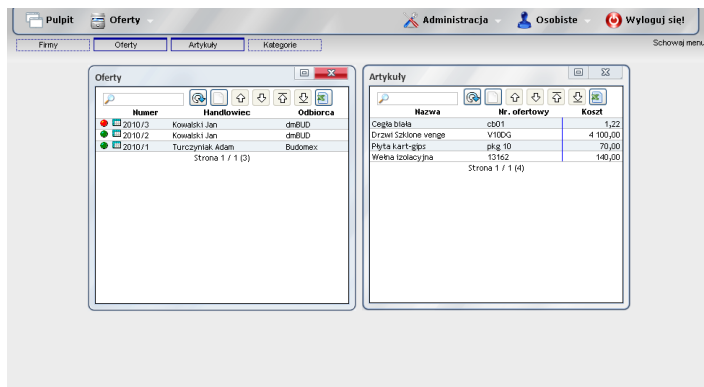 Pulpit Oferty Administracja Osobiste Wyloguj się!
Firmy Oferty Artykuły Kategorie Schowaj menu
Oferty
Numer Handlowiec Odbiorca
2010/3 Kowalski Jan dmBUD
2010/2 Kowalski Jan dmBUD
2010/1 Turczyniak Adam Budomex
Strona 1 / 1 (3)
Artykuły
Nazwa Nr. ofertowy Koszt
Cegła biała cb01 1,22
Drzwi Szklone venge V10DG 4 100,00
Płyta kart-gips pkg 10 70,00
Wełna izolacyjna 13162 140,00
Strona 1 / 1 (4)